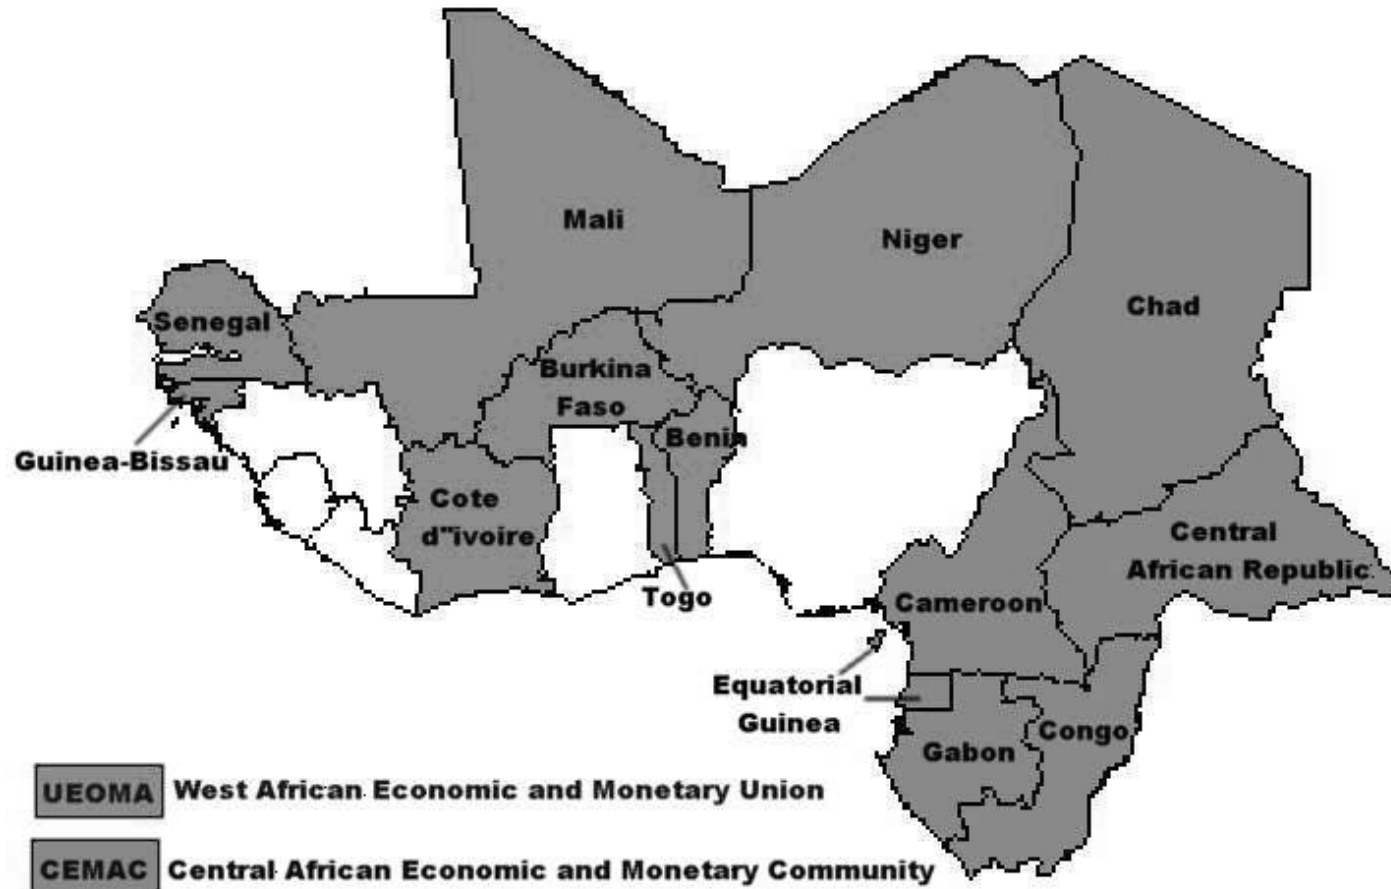 Mali
Niger
Chad
Senegal
Burkina
Faso
Benin
Guinea-Bissau
Cote
d"ivoire
Central
African Republic
Togo
Cameroon
Equatorial
Guinea
Congo
Gabon
UEOMA West African Economic and Monetary Union
CEMAC Central African Economic and Monetary Community